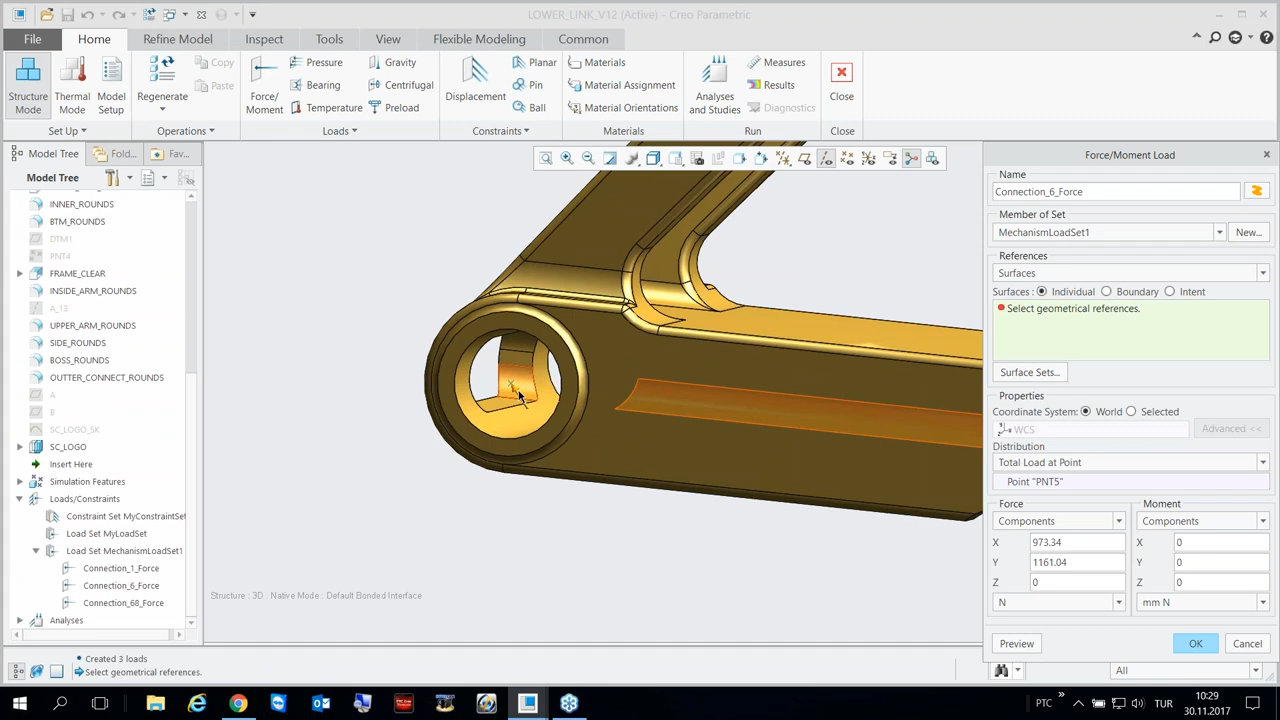 LOWER_LINK_V12 (Active) - Creo Parametric
File Home Refine Model Inspect Tools View Flexible Modeling Common
Structure Mode
Thermal Mode
Model Setup
Set Up
Regenerate
Copy
Paste
Operations
Force/ Moment
Pressure
Bearing
Temperature
Gravity
Centrifugal
Preload
Loads
Displacement
Planar
Pin
Ball
Constraints
Materials
Material Assignment
Material Orientations
Materials
Analyses and Studies
Measures
Results
Diagnostics
Run
Close
Close
Model Tree Fold... Fav...
Model Tree
INNER_ROUNDS
BTM_ROUNDS
DTM1
PNT4
FRAME_CLEAR
INSIDE_ARM_ROUNDS
A_13
UPPER_ARM_ROUNDS
SIDE_ROUNDS
BOSS_ROUNDS
OUTTER_CONNECT_ROUNDS
A
B
SC_LOGO_SK
SC_LOGO
Insert Here
Simulation Features
Loads/Constraints
Constraint Set MyConstraintSet
Load Set MyLoadSet
Load Set MechanismLoadSet1
Connection_1_Force
Connection_6_Force
Connection_68_Force
Analyses
Structure : 3D : Native Mode : Default Bonded Interface
Force/Moment Load
Name
Connection_6_Force
Member of Set
MechanismLoadSet1 New...
References
Surfaces
Surfaces : Individual Boundary Intent
Select geometrical references.
Surface Sets...
Properties
Coordinate System: World Selected
WCS Advanced <<
Distribution
Total Load at Point
Point "PNT5"
Force Moment
Components Components
X 973.34 X 0
Y 1161.04 Y 0
Z 0 Z 0
N mm N
Preview OK Cancel
• Created 3 loads
Select geometrical references.
All
PTC TUR 10:29
30.11.2017